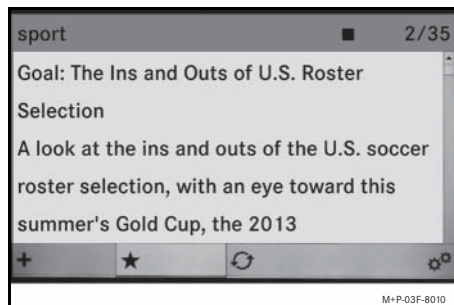 sport 2/35
Goal: The Ins and Outs of U.S. Roster
Selection
A look at the ins and outs of the U.S. soccer
roster selection, with an eye toward this
summer's Gold Cup, the 2013
M+P-03F-8010